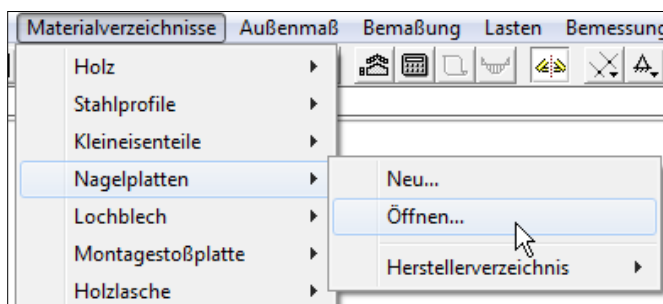 Materialverzeichnisse Außenmaß Bemaßung Lasten Bemessung
Holz
Stahlprofile
Kleineisenteile
Nagelplatten
Lochblech
Montagestoßplatte
Holzlasche
Neu...
Öffnen...
Herstellerverzeichnis